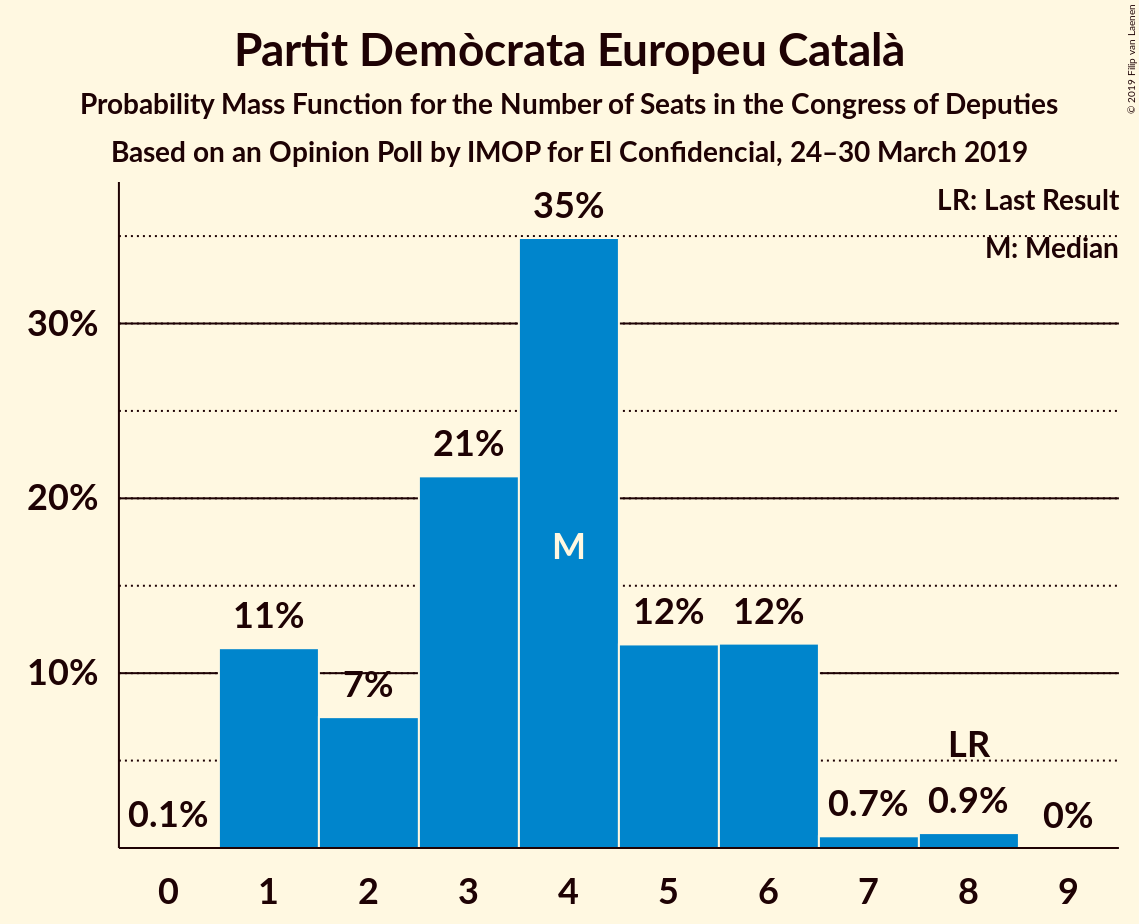 Partit Demòcrata Europeu Català
Probability Mass Function for the Number of Seats in the Congress of Deputies
Based on an Opinion Poll by IMOP for El Confidencial, 24–30 March 2019
© 2019 Filip van Laenen
LR: Last Result
M: Median
35%
30%
21%
20%
M
12%
12%
11%
10%
7%
LR
0.1%
0.7%
0.9%
0%
0 1 2 3 4 5 6 7 8 9